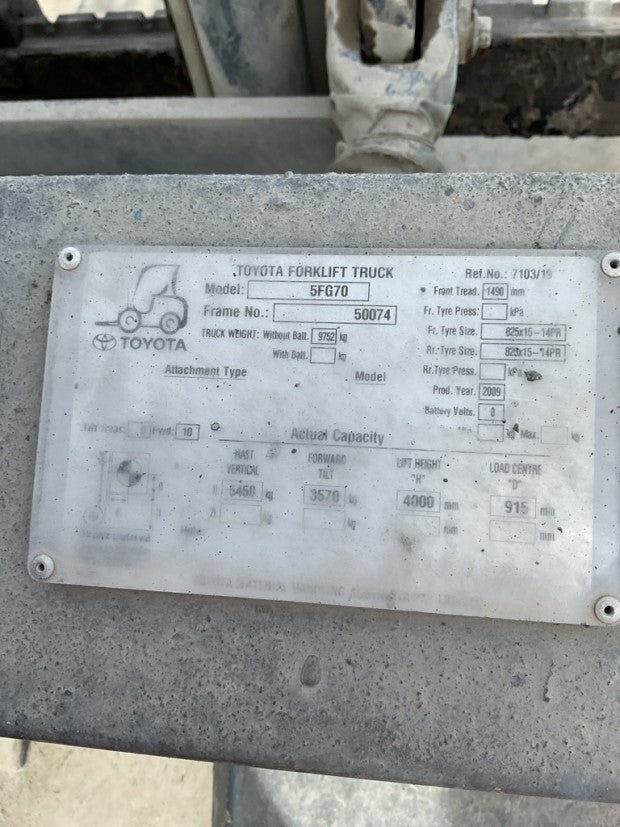 TOYOTA FORKLIFT TRUCK
Ref.No.: 7103/19
Model: 5FG70
Front Tread. 1490 mm
Frame No.: 50074
Fr. Tyre Press: kPa
TOYOTA
TRUCK WEIGHT: Without Batt. 9752 kg
Fr. Tyre Size. 825x15-14PR
With Batt. kg
Rr. Tyre Size. 825x15-14PR
Attachment Type Model
Rr. Tyre Press: kPa
Prod. Year. 2009
Battery Volts. 0
Fwd: 10
Min. kg Max kg
Actual Capacity
MAST VERTICAL
FORWARD TILT
LIFT HEIGHT "H"
LOAD CENTRE "D"
1) 5450 kg 3570 kg 4000 mm 915 mm
2) kg kg mm mm